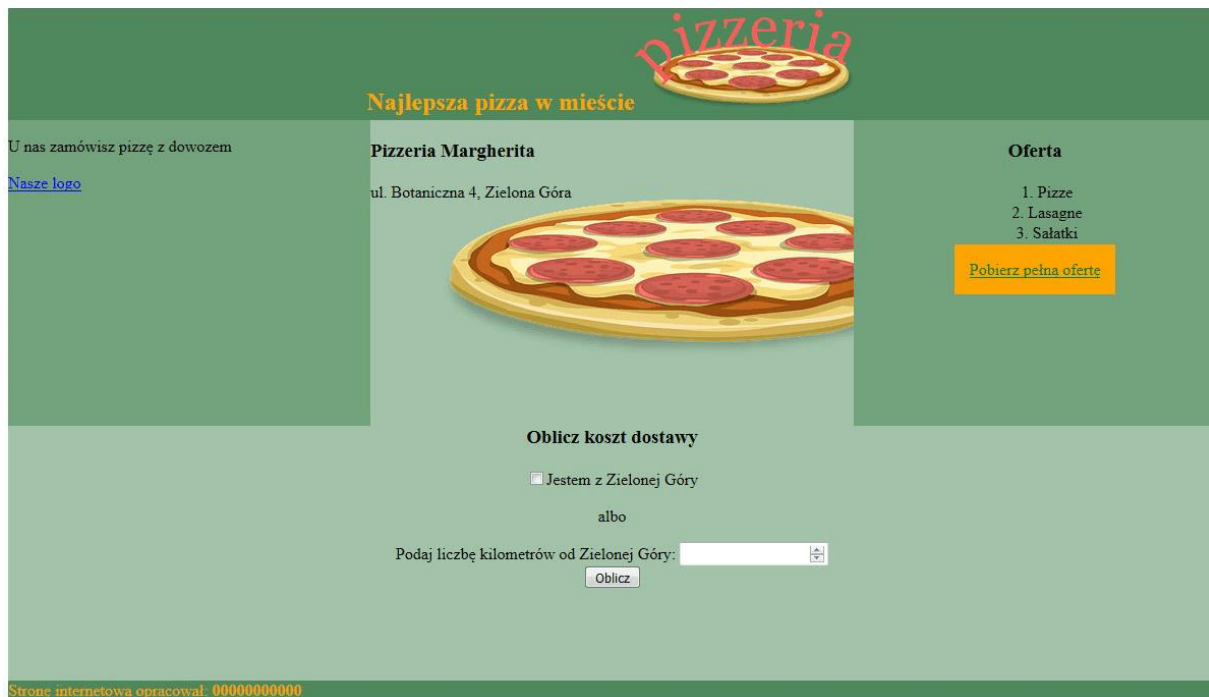 pizzeria
Najlepsza pizza w mieście
U nas zamówisz pizzę z dowozem
Nasze logo
Pizzeria Margherita
ul. Botaniczna 4, Zielona Góra
Oferta
1. Pizze
2. Lasagne
3. Sałatki
Pobierz pełną ofertę
Oblicz koszt dostawy
Jestem z Zielonej Góry
albo
Podaj liczbę kilometrów od Zielonej Góry:
Oblicz
Stronę internetową opracował: 00000000000